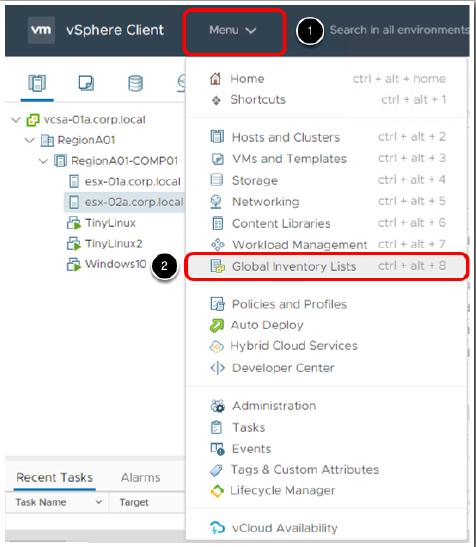 vm vSphere Client Menu 1 Search in all environments
Home ctrl + alt + home
Shortcuts ctrl + alt + 1
vcsa-01a.corp.local
RegionA01
RegionA01-COMP01
esx-01a.corp.local
esx-02a.corp.local
TinyLinux
TinyLinux2
Windows10 2
Hosts and Clusters ctrl + alt + 2
VMs and Templates ctrl + alt + 3
Storage ctrl + alt + 4
Networking ctrl + alt + 5
Content Libraries ctrl + alt + 6
Workload Management ctrl + alt + 7
Global Inventory Lists ctrl + alt + 8
Policies and Profiles
Auto Deploy
Hybrid Cloud Services
Developer Center
Administration
Tasks
Events
Tags & Custom Attributes
Lifecycle Manager
vCloud Availability
Recent Tasks Alarms
Task Name Target